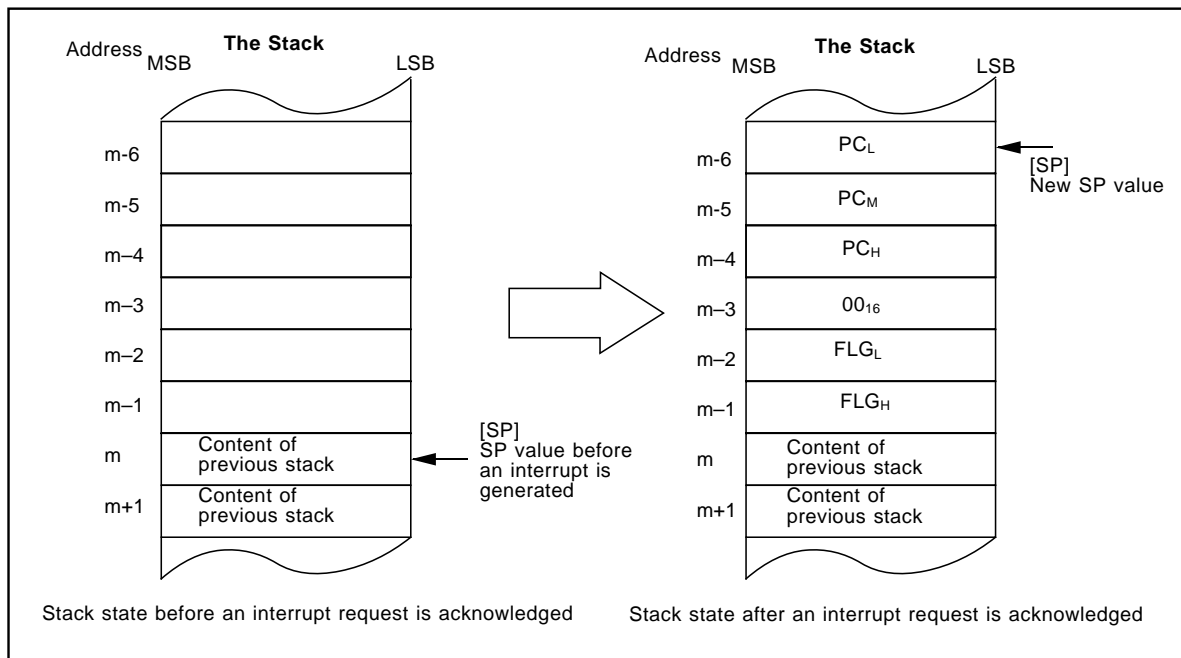 Address
MSB
The Stack
LSB
m-6
m-5
m–4
m–3
m–2
m–1
m
Content of
previous stack
m+1
Content of
previous stack
[SP]
SP value before
an interrupt is
generated
Stack state before an interrupt request is acknowledged
Address
MSB
The Stack
LSB
m-6
PCL
m-5
PCM
m–4
PCH
m–3
0016
m–2
FLGL
m–1
FLGH
m
Content of
previous stack
m+1
Content of
previous stack
[SP]
New SP value
Stack state after an interrupt request is acknowledged